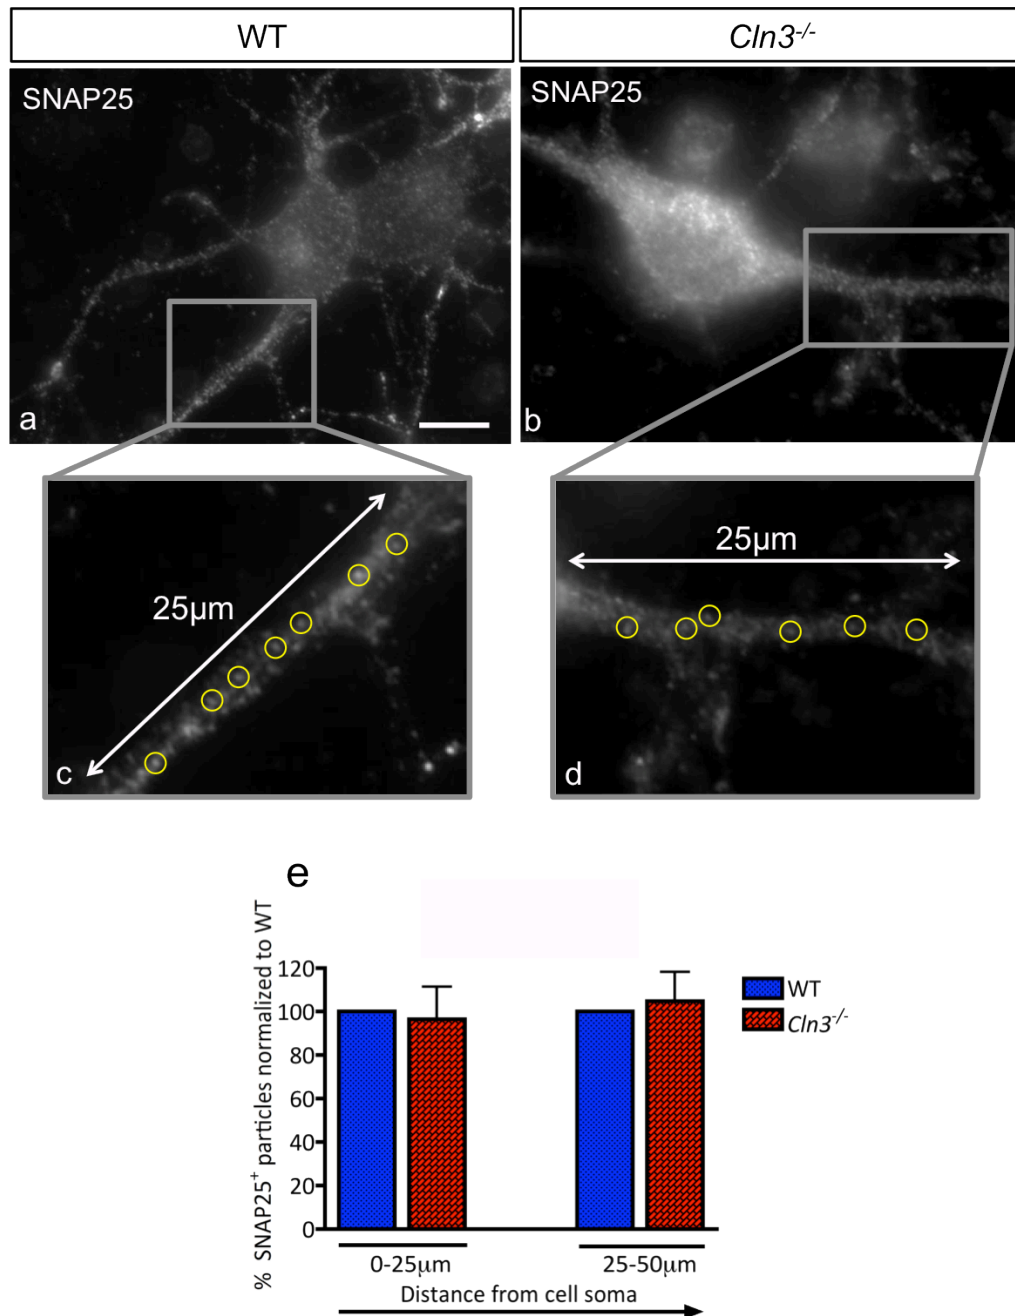 WT
Cln3-/-
SNAP25
SNAP25
a
b
25µm
25µm
c
d
e
% SNAP25+ particles normalized to WT
120
100
80
60
40
20
0
WT
Cln3-/-
0-25µm
25-50µm
Distance from cell soma